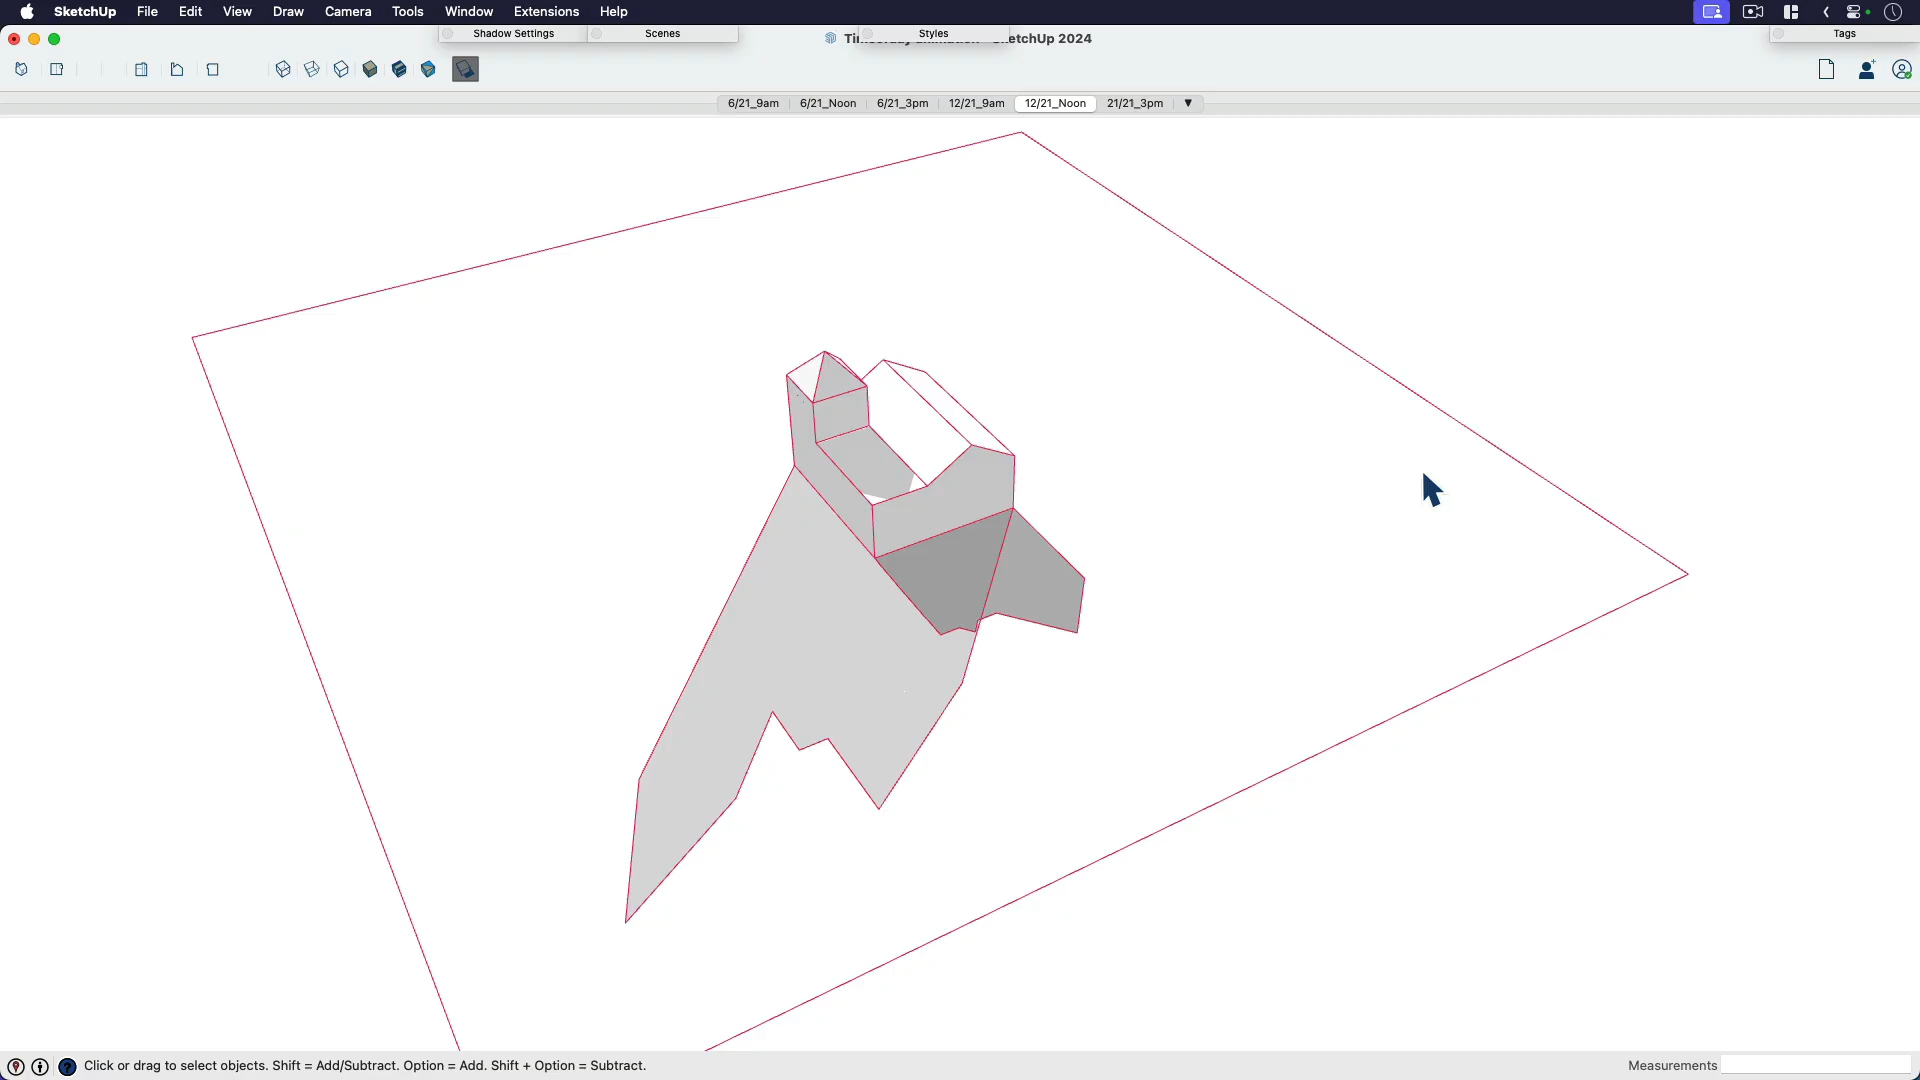 SketchUp File Edit View Draw Camera Tools Window Extensions Help
Shadow Settings Scenes Styles Tags
SketchUp 2024
6/21_9am 6/21_Noon 6/21_3pm 12/21_9am 12/21_Noon 21/21_3pm
Click or drag to select objects. Shift = Add/Subtract. Option = Add. Shift + Option = Subtract.
Measurements